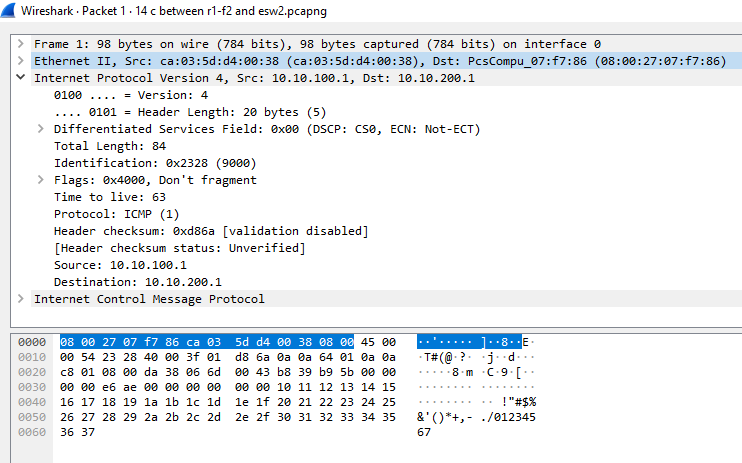 Wireshark · Packet 1 · 14 c between r1-f2 and esw2.pcapng
Frame 1: 98 bytes on wire (784 bits), 98 bytes captured (784 bits) on interface 0
Ethernet II, Src: ca:03:5d:d4:00:38 (ca:03:5d:d4:00:38), Dst: PcsCompu_07:f7:86 (08:00:27:07:f7:86)
Internet Protocol Version 4, Src: 10.10.100.1, Dst: 10.10.200.1
0100 .... = Version: 4
.... 0101 = Header Length: 20 bytes (5)
Differentiated Services Field: 0x00 (DSCP: CS0, ECN: Not-ECT)
Total Length: 84
Identification: 0x2328 (9000)
Flags: 0x4000, Don't fragment
Time to live: 63
Protocol: ICMP (1)
Header checksum: 0xd86a [validation disabled]
[Header checksum status: Unverified]
Source: 10.10.100.1
Destination: 10.10.200.1
Internet Control Message Protocol
0000 08 00 27 07 f7 86 ca 03 5d d4 00 38 08 00 45 00 ··'····· ]··8··E·
0010 00 54 23 28 40 00 3f 01 d8 6a 0a 0a 64 01 0a 0a ·T#(@·?· ·j··d···
0020 c8 01 08 00 da 38 06 6d 00 43 b8 39 b9 5b 00 00 ·····8·m ·C·9·[··
0030 00 00 e6 ae 00 00 00 00 00 00 10 11 12 13 14 15 ········ ········
0040 16 17 18 19 1a 1b 1c 1d 1e 1f 20 21 22 23 24 25 ········ ·· !"#$%
0050 26 27 28 29 2a 2b 2c 2d 2e 2f 30 31 32 33 34 35 &'()*+,- ./012345
0060 36 37 67